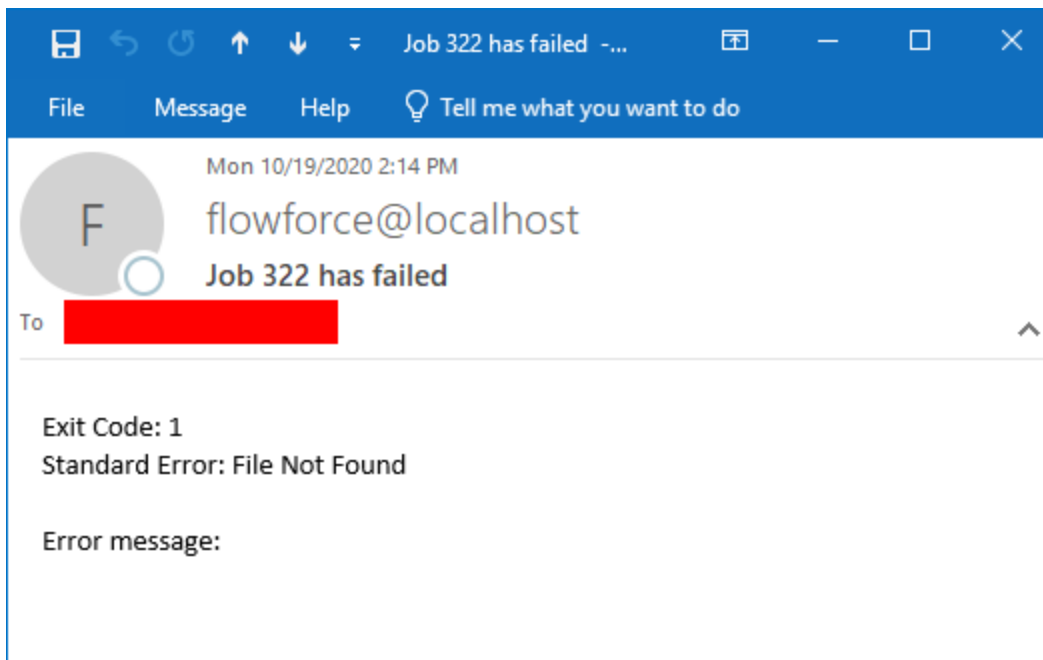 Job 322 has failed -...
File Message Help Tell me what you want to do
Mon 10/19/2020 2:14 PM
F
flowforce@localhost
Job 322 has failed
To
Exit Code: 1
Standard Error: File Not Found
Error message: